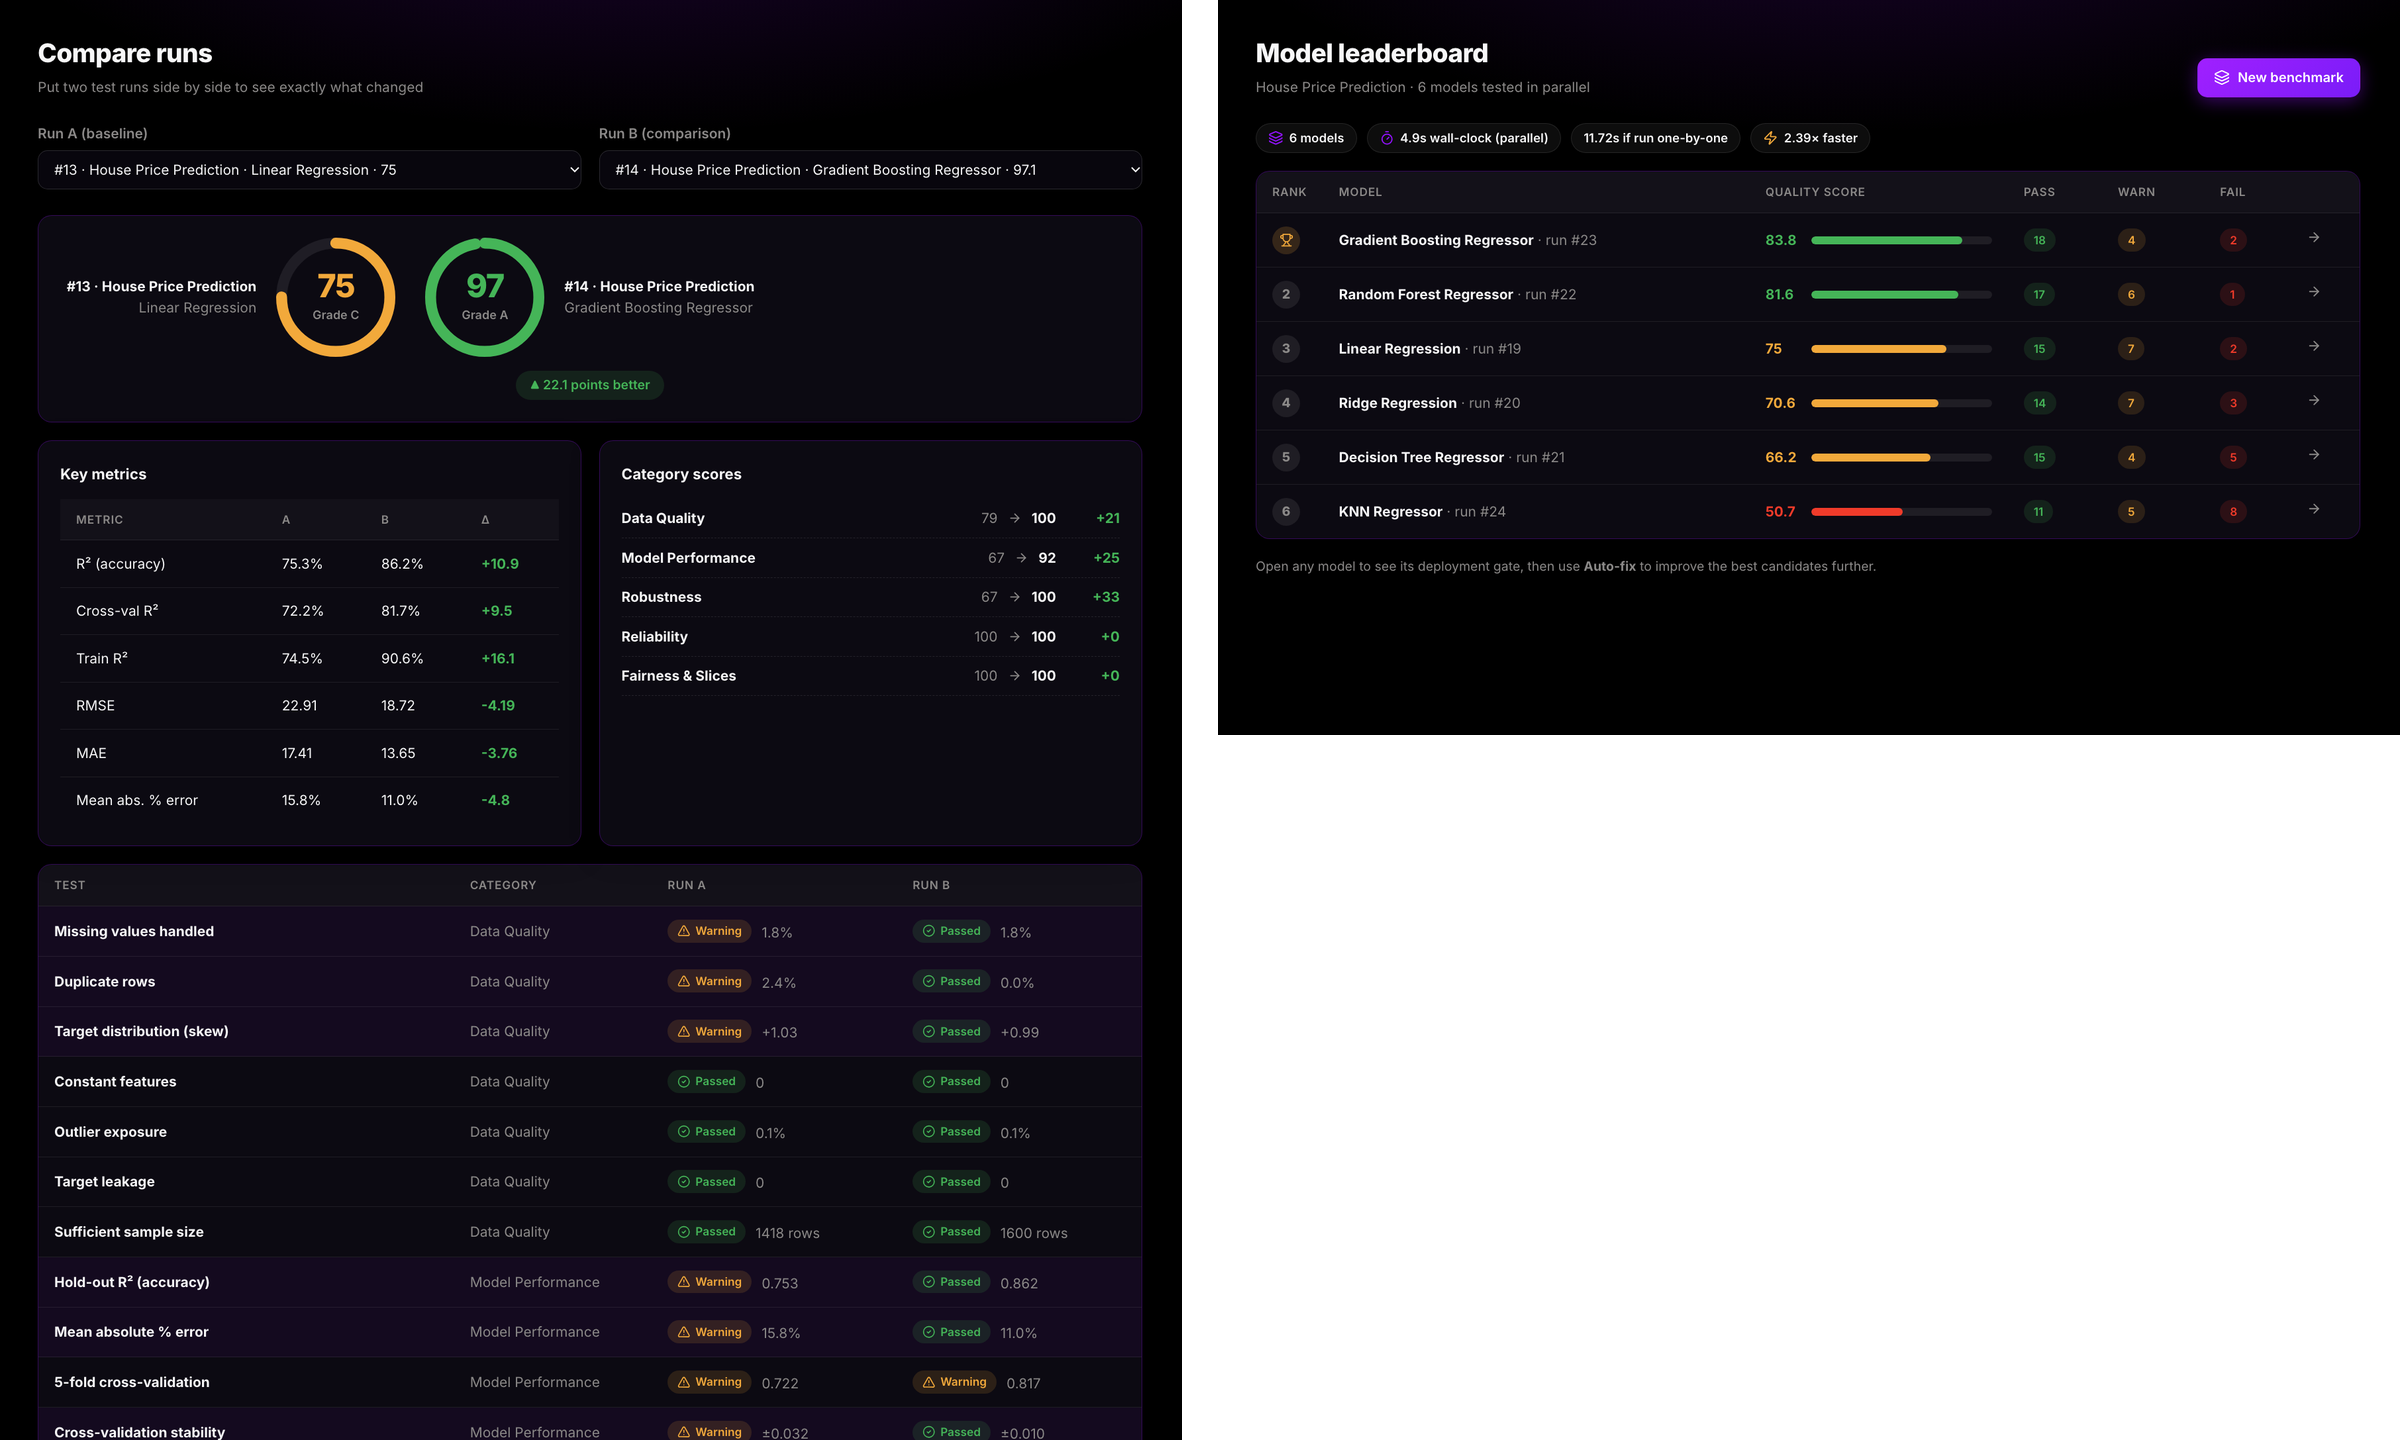 Compare runs
Put two test runs side by side to see exactly what changed
Run A (baseline)
#13 · House Price Prediction · Linear Regression · 75
Run B (comparison)
#14 · House Price Prediction · Gradient Boosting Regressor · 97.1
#13 · House Price Prediction
Linear Regression
75
Grade C
97
Grade A
#14 · House Price Prediction
Gradient Boosting Regressor
▲ 22.1 points better
Key metrics
METRIC A B Δ
R² (accuracy) 75.3% 86.2% +10.9
Cross-val R² 72.2% 81.7% +9.5
Train R² 74.5% 90.6% +16.1
RMSE 22.91 18.72 -4.19
MAE 17.41 13.65 -3.76
Mean abs. % error 15.8% 11.0% -4.8
Category scores
Data Quality 79 → 100 +21
Model Performance 67 → 92 +25
Robustness 67 → 100 +33
Reliability 100 → 100 +0
Fairness & Slices 100 → 100 +0
TEST CATEGORY RUN A RUN B
Missing values handled Data Quality Warning 1.8% Passed 1.8%
Duplicate rows Data Quality Warning 2.4% Passed 0.0%
Target distribution (skew) Data Quality Warning +1.03 Passed +0.99
Constant features Data Quality Passed 0 Passed 0
Outlier exposure Data Quality Passed 0.1% Passed 0.1%
Target leakage Data Quality Passed 0 Passed 0
Sufficient sample size Data Quality Passed 1418 rows Passed 1600 rows
Hold-out R² (accuracy) Model Performance Warning 0.753 Passed 0.862
Mean absolute % error Model Performance Warning 15.8% Passed 11.0%
5-fold cross-validation Model Performance Warning 0.722 Warning 0.817
Cross-validation stability Model Performance Warning ±0.032 Passed ±0.010
Model leaderboard
House Price Prediction · 6 models tested in parallel
New benchmark
6 models
4.9s wall-clock (parallel)
11.72s if run one-by-one
2.39× faster
RANK MODEL QUALITY SCORE PASS WARN FAIL
Gradient Boosting Regressor · run #23 83.8 18 4 2 →
2 Random Forest Regressor · run #22 81.6 17 6 1 →
3 Linear Regression · run #19 75 15 7 2 →
4 Ridge Regression · run #20 70.6 14 7 3 →
5 Decision Tree Regressor · run #21 66.2 15 4 5 →
6 KNN Regressor · run #24 50.7 11 5 8 →
Open any model to see its deployment gate, then use Auto-fix to improve the best candidates further.